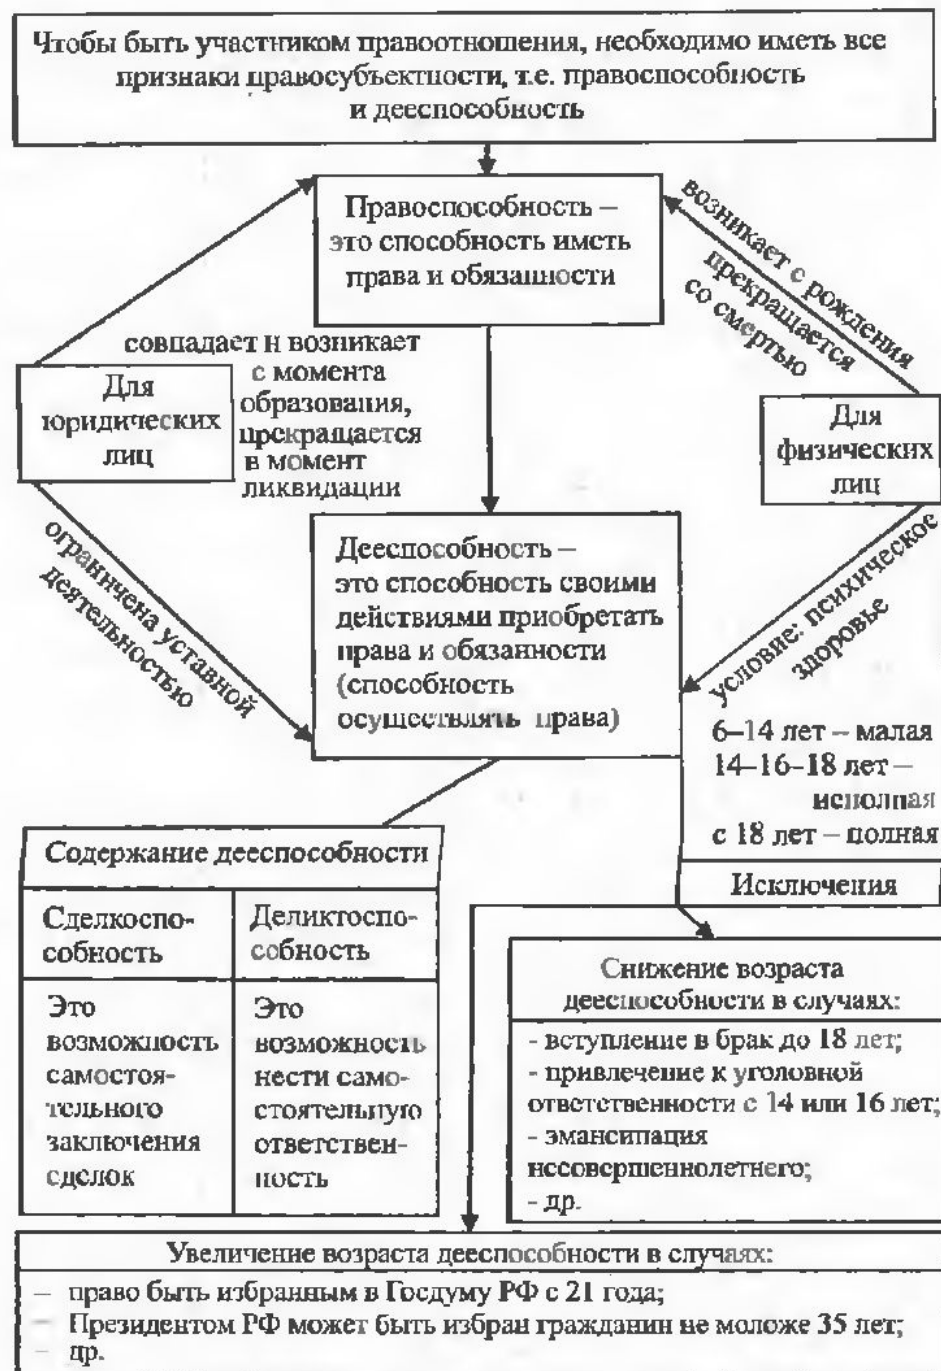 Чтобы быть участником правоотношения, необходимо иметь все
признаки правосубъектности, т.е. правоспособность
и дееспособность
Правоспособность –
это способность иметь
права и обязанности
возникает с рождения
прекращается
со смертью
совпадает и возникает
с момента
образования,
прекращается
в момент
ликвидации
Для
юридических
лиц
Для
физических
лиц
ограничена уставной
деятельностью
Дееспособность –
это способность своими
действиями приобретать
права и обязанности
(способность
осуществлять права)
условие: психическое
здоровье
6–14 лет – малая
14–16–18 лет –
неполная
с 18 лет – полная
Исключения
Содержание дееспособности
Сделкоспо-
собность
Деликтоспо-
собность
Это
возможность
самостоя-
тельного
заключения
сделок
Это
возможность
нести само-
стоятельную
ответствен-
ность
Снижение возраста
дееспособности в случаях:
- вступление в брак до 18 лет;
- привлечение к уголовной
ответственности с 14 или 16 лет;
- эмансипация
несовершеннолетнего;
- др.
Увеличение возраста дееспособности в случаях:
– право быть избранным в Госдуму РФ с 21 года;
– Президентом РФ может быть избран гражданин не моложе 35 лет;
– др.